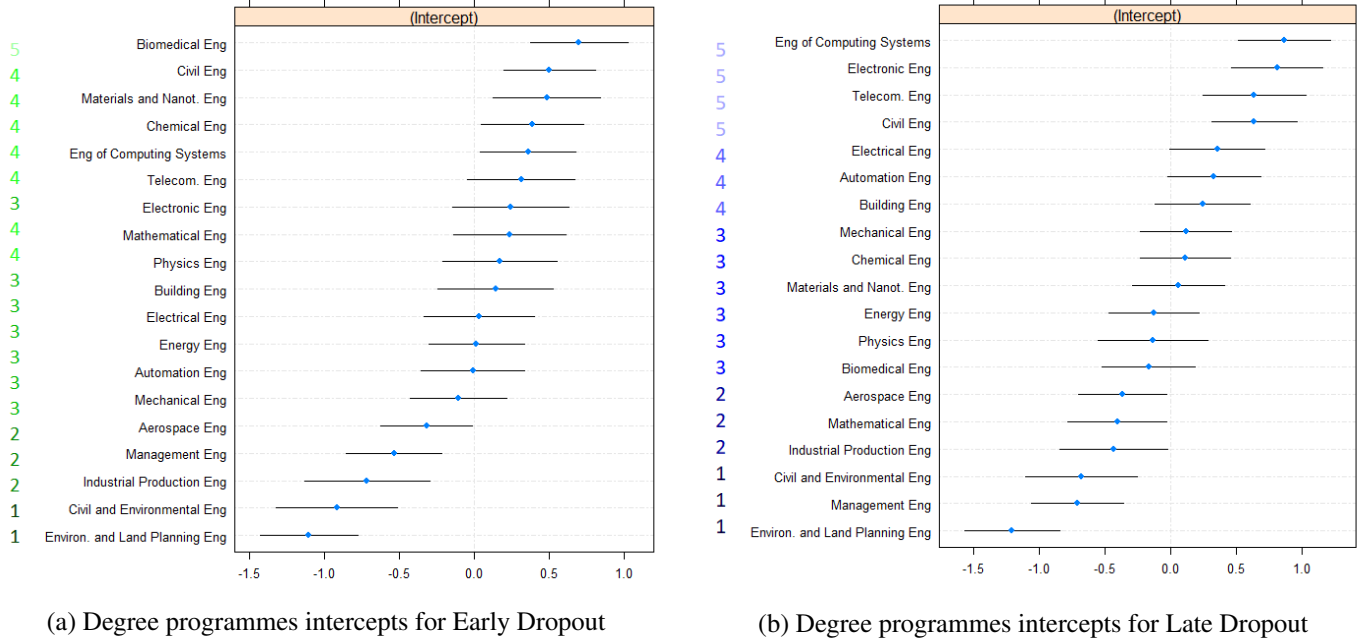 (Intercept)
5 Biomedical Eng
4 Civil Eng
4 Materials and Nanot. Eng
4 Chemical Eng
4 Eng of Computing Systems
4 Telecom. Eng
3 Electronic Eng
4 Mathematical Eng
4 Physics Eng
3 Building Eng
3 Electrical Eng
3 Energy Eng
3 Automation Eng
3 Mechanical Eng
3 Aerospace Eng
2 Management Eng
2 Industrial Production Eng
2 Civil and Environmental Eng
1 Environ. and Land Planning Eng
1
-1.5 -1.0 -0.5 0.0 0.5 1.0
(a) Degree programmes intercepts for Early Dropout
(Intercept)
5 Eng of Computing Systems
5 Electronic Eng
5 Telecom. Eng
5 Civil Eng
4 Electrical Eng
4 Automation Eng
4 Building Eng
3 Mechanical Eng
3 Chemical Eng
3 Materials and Nanot. Eng
3 Energy Eng
3 Physics Eng
3 Biomedical Eng
2 Aerospace Eng
2 Mathematical Eng
2 Industrial Production Eng
1 Civil and Environmental Eng
1 Management Eng
1 Environ. and Land Planning Eng
-1.5 -1.0 -0.5 0.0 0.5 1.0
(b) Degree programmes intercepts for Late Dropout